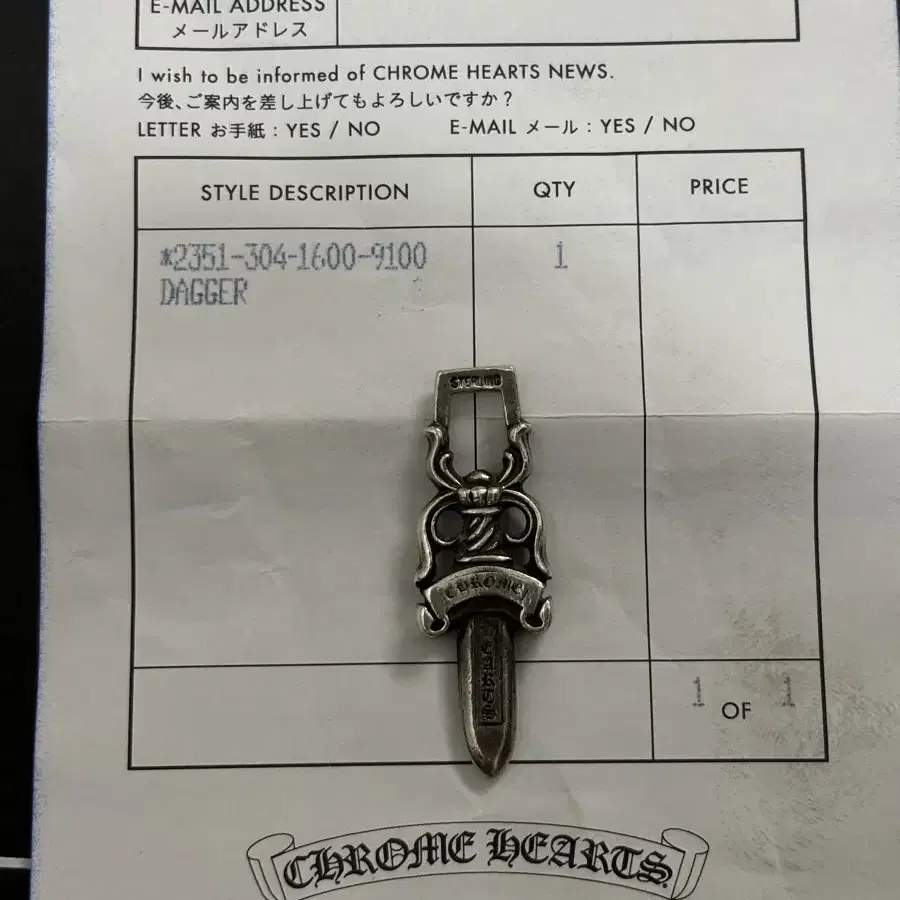 E-MAIL ADDRESS
メールアドレス
I wish to be informed of CHROME HEARTS NEWS.
今後、ご案内を差し上げてもよろしいですか？
LETTER お手紙 : YES / NO E-MAIL メール : YES / NO
STYLE DESCRIPTION QTY PRICE
*2351-304-1600-9100 1
DAGGER
STERLING
CHROME
HEARTS
1 OF 1
CHROME HEARTS